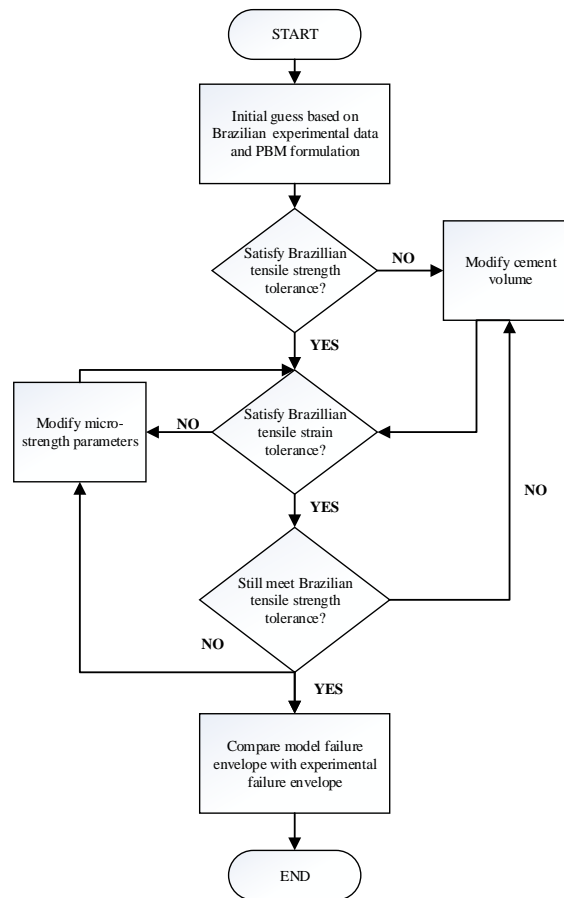 START
Initial guess based on
Brazilian experimental data
and PBM formulation
Satisfy Brazillian
tensile strength
tolerance?
NO
Modify cement
volume
YES
Modify micro-
strength parameters
NO
Satisfy Brazillian
tensile strain
tolerance?
NO
YES
Still meet Brazilian
tensile strength
tolerance?
NO
YES
Compare model failure
envelope with experimental
failure envelope
END